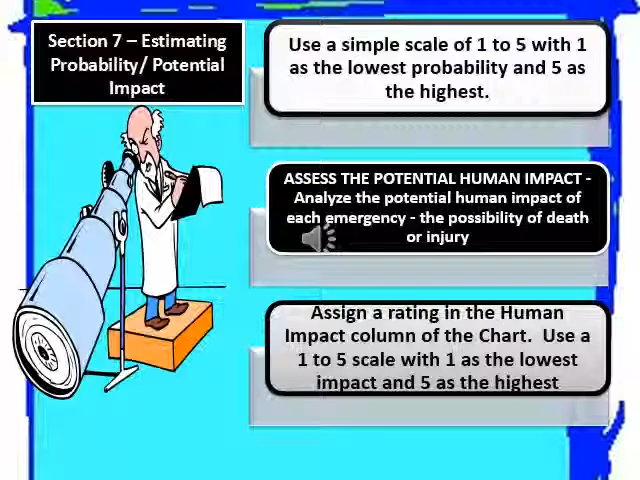 Section 7 – Estimating
Probability/ Potential
Impact
Use a simple scale of 1 to 5 with 1
as the lowest probability and 5 as
the highest.
ASSESS THE POTENTIAL HUMAN IMPACT -
Analyze the potential human impact of
each emergency - the possibility of death
or injury
Assign a rating in the Human
Impact column of the Chart.  Use a
1 to 5 scale with 1 as the lowest
impact and 5 as the highest